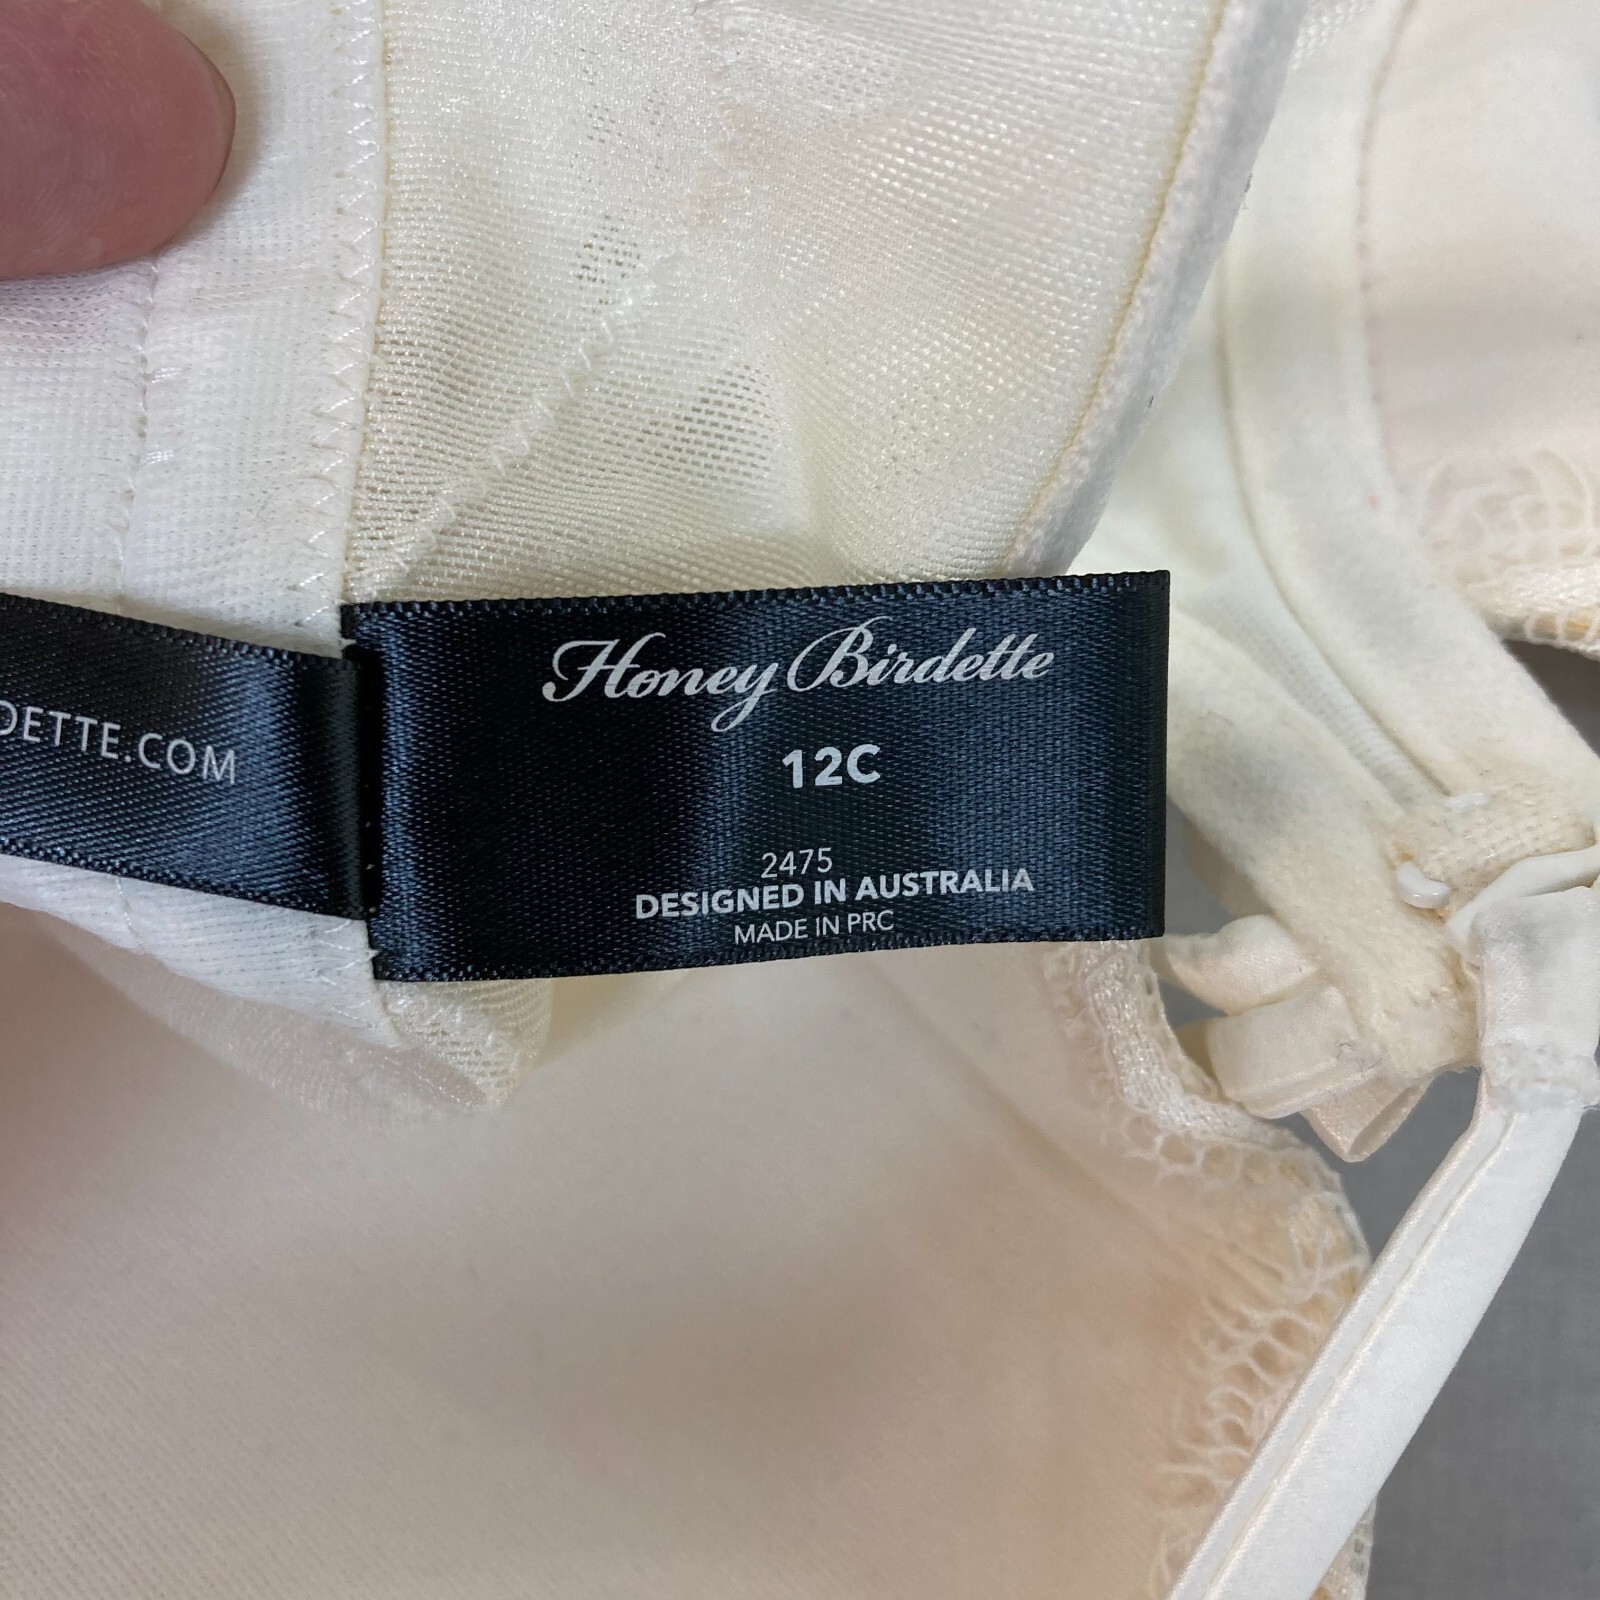 DETTE.COM
Honey Birdette
12C
2475
DESIGNED IN AUSTRALIA
MADE IN PRC